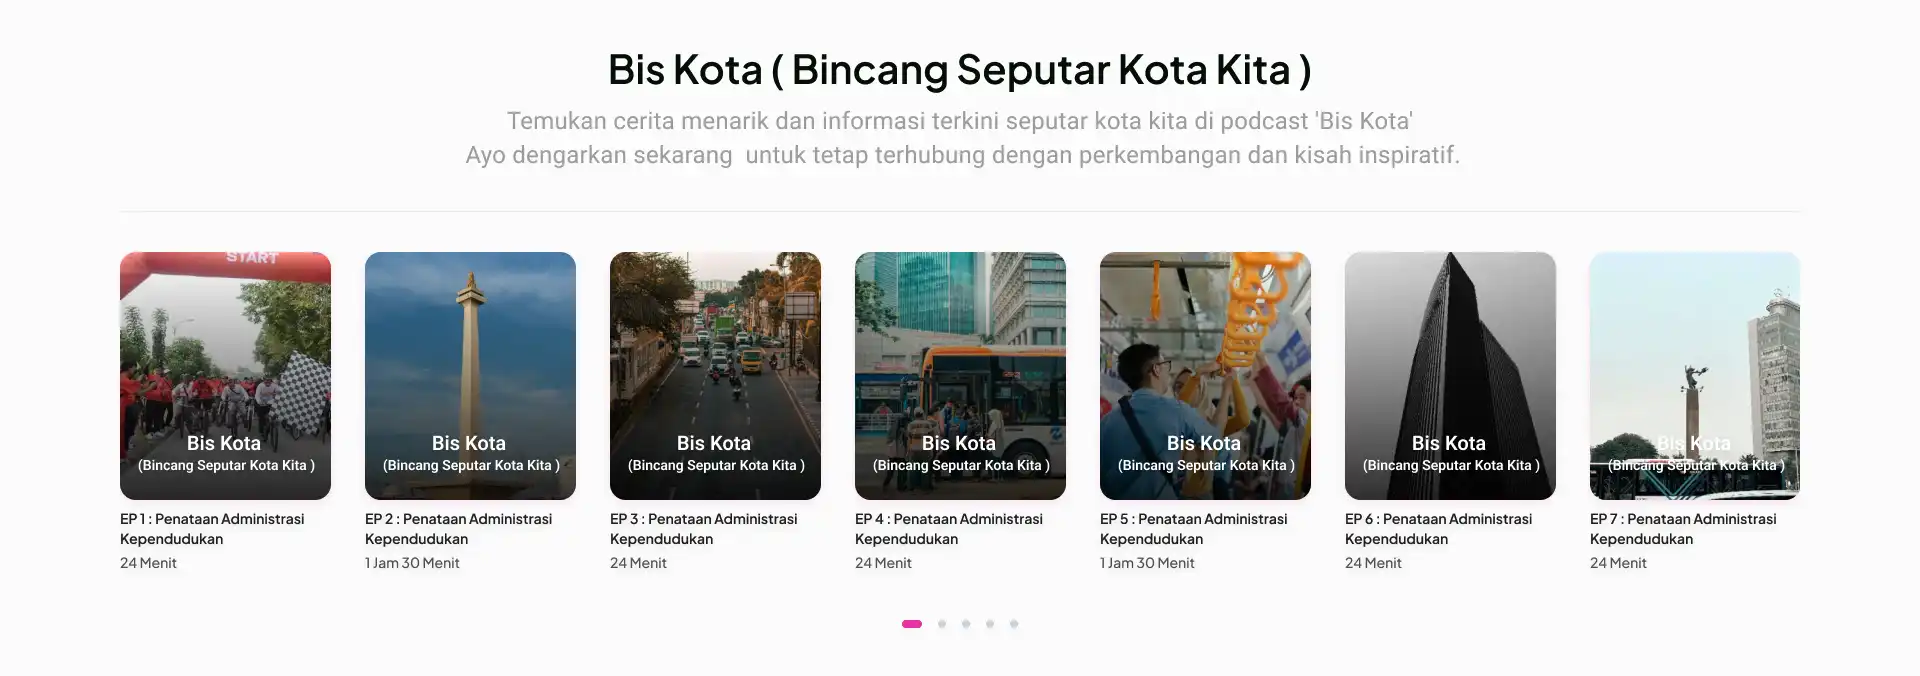 Bis Kota ( Bincang Seputar Kota Kita )
Temukan cerita menarik dan informasi terkini seputar kota kita di podcast 'Bis Kota'
Ayo dengarkan sekarang  untuk tetap terhubung dengan perkembangan dan kisah inspiratif.
START
Bis Kota
(Bincang Seputar Kota Kita )
EP 1 : Penataan Administrasi
Kependudukan
24 Menit
Bis Kota
(Bincang Seputar Kota Kita )
EP 2 : Penataan Administrasi
Kependudukan
1 Jam 30 Menit
Bis Kota
(Bincang Seputar Kota Kita )
EP 3 : Penataan Administrasi
Kependudukan
24 Menit
Bis Kota
(Bincang Seputar Kota Kita )
EP 4 : Penataan Administrasi
Kependudukan
24 Menit
Bis Kota
(Bincang Seputar Kota Kita )
EP 5 : Penataan Administrasi
Kependudukan
1 Jam 30 Menit
Bis Kota
(Bincang Seputar Kota Kita )
EP 6 : Penataan Administrasi
Kependudukan
24 Menit
Bis Kota
(Bincang Seputar Kota Kita )
EP 7 : Penataan Administrasi
Kependudukan
24 Menit